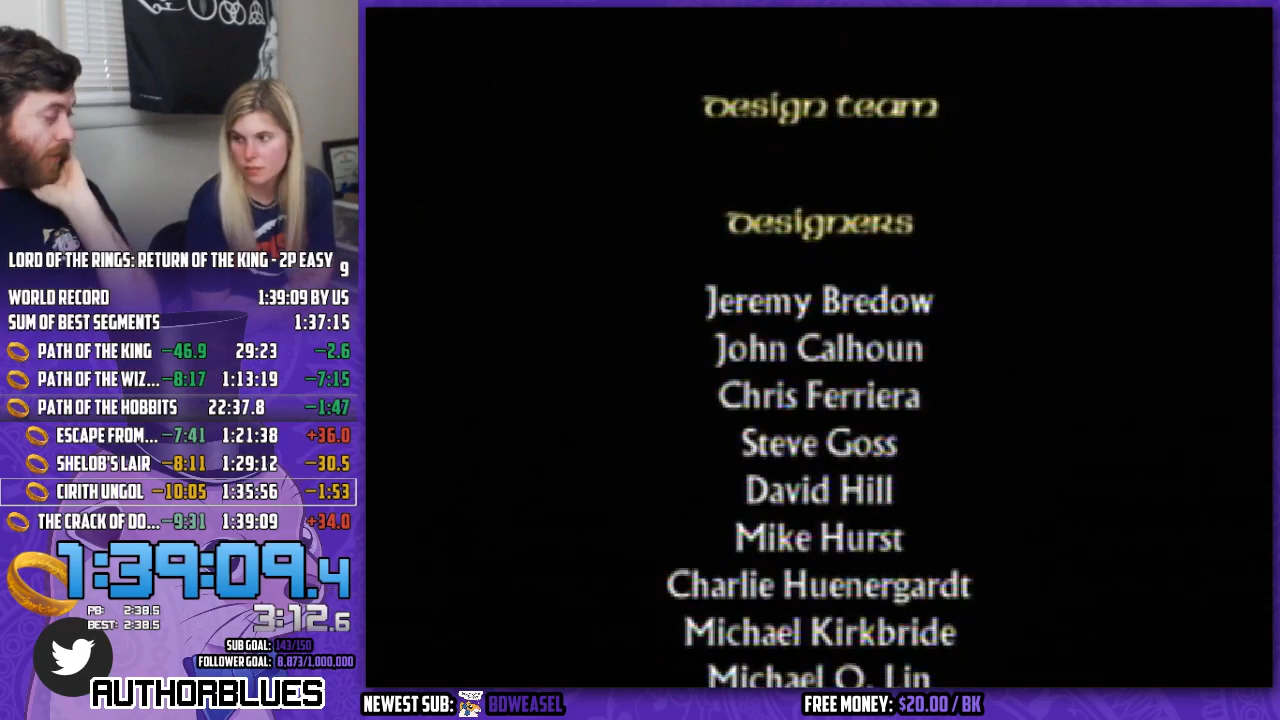 LORD OF THE RINGS: RETURN OF THE KING - 2P EASY
9
WORLD RECORD 1:39:09 BY US
SUM OF BEST SEGMENTS 1:37:15
PATH OF THE KING -46.9 29:23 -2.6
PATH OF THE WIZ... -8:17 1:13:19 -7:15
PATH OF THE HOBBITS 22:37.8 -1:47
ESCAPE FROM... -7:41 1:21:38 +36.0
SHELOB'S LAIR -8:11 1:29:12 -30.5
CIRITH UNGOL -10:05 1:35:56 -1:53
THE CRACK OF DO... -9:31 1:39:09 +34.0
1:39:09.4
PB: 2:38.5
BEST: 2:38.5
3:12.6
SUB GOAL: 143/150
FOLLOWER GOAL: 8,873/1,000,000
AUTHORBLUES
Design Team
Designers
Jeremy Bredow
John Calhoun
Chris Ferriera
Steve Goss
David Hill
Mike Hurst
Charlie Huenergardt
Michael Kirkbride
Michael O. Lin
NEWEST SUB: BDWEASEL
FREE MONEY: $20.00 / BK